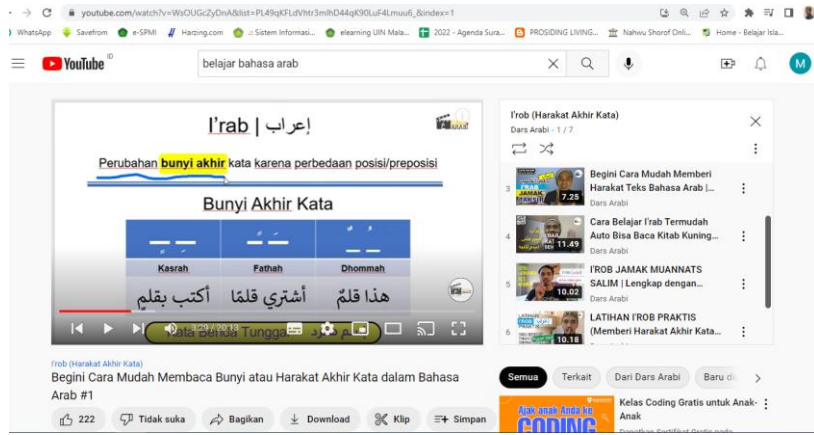 youtube.com/watch?v=WsOUGcZyDnA&list=PL49qKFLdVhtr3mlhD44qK90LuF4Lmuu6_&index=1
WhatsApp Savefrom e-SPMI Harzing.com .:: Sistem Informasi... elearning UIN Mala... 2022 - Agenda Sura... PROSIDING LIVING... Nahwu Shorof Onli... Home - Belajar Isla...
YouTube ID
belajar bahasa arab
M
I'rab | إعراب
Perubahan bunyi akhir kata karena perbedaan posisi/preposisi
Bunyi Akhir Kata
Kasrah Fathah Dhommah
أكتب بقلمٍ أشتري قلمًا هذا قلمٌ
Kata Benda Tunggal
1:29 / 20:13
I'rob (Harakat Akhir Kata)
Begini Cara Mudah Membaca Bunyi atau Harakat Akhir Kata dalam Bahasa
Arab #1
222 Tidak suka Bagikan Download Klip Simpan
I'rob (Harakat Akhir Kata)
Dars Arabi - 1 / 7
3
7.25
Begini Cara Mudah Memberi
Harakat Teks Bahasa Arab |...
Dars Arabi
4
11.49
Cara Belajar I'rab Termudah
Auto Bisa Baca Kitab Kuning...
Dars Arabi
5
10.02
I'ROB JAMAK MUANNATS
SALIM | Lengkap dengan...
Dars Arabi
6
10.18
LATIHAN I'ROB PRAKTIS
(Memberi Harakat Akhir Kata...
Semua Terkait Dari Dars Arabi Baru
Ajak anak Anda ke
CODING
Kelas Coding Gratis untuk Anak-
Anak